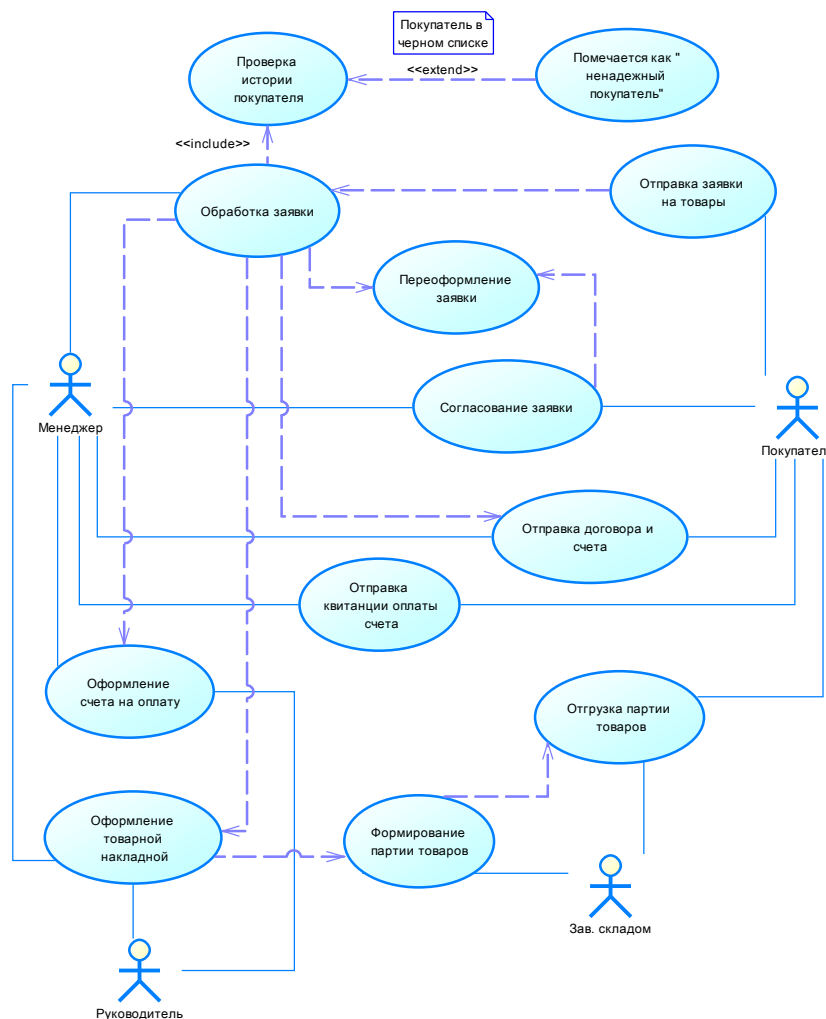 Покупатель в
черном списке
Проверка
истории
покупателя
<<extend>>
Помечается как "
ненадежный
покупатель"
<<include>>
Обработка заявки
Отправка заявки
на товары
Переоформление
заявки
Согласование заявки
Менеджер
Покупател
Отправка договора и
счета
Отправка
квитанции оплаты
счета
Оформление
счета на оплату
Отгрузка партии
товаров
Оформление
товарной
накладной
Формирование
партии товаров
Зав. складом
Руководитель